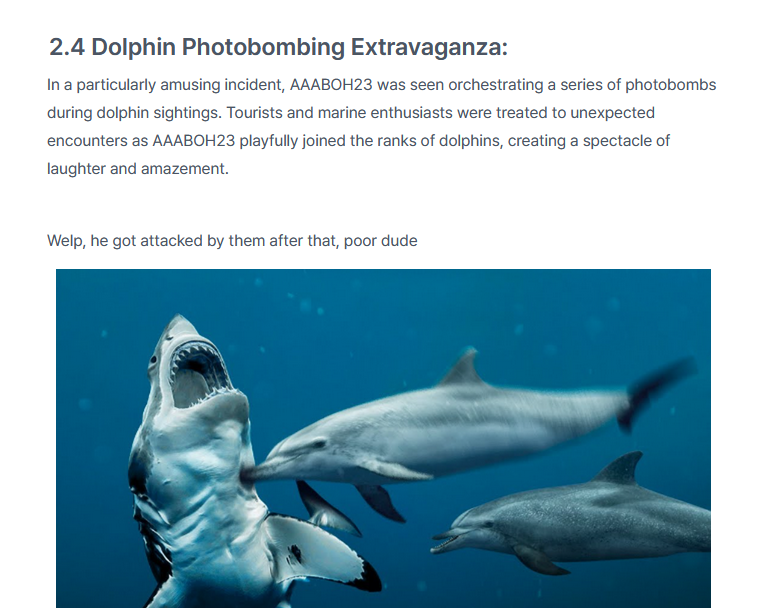 2.4 Dolphin Photobombing Extravaganza:
In a particularly amusing incident, AAABOH23 was seen orchestrating a series of photobombs
during dolphin sightings. Tourists and marine enthusiasts were treated to unexpected
encounters as AAABOH23 playfully joined the ranks of dolphins, creating a spectacle of
laughter and amazement.
Welp, he got attacked by them after that, poor dude